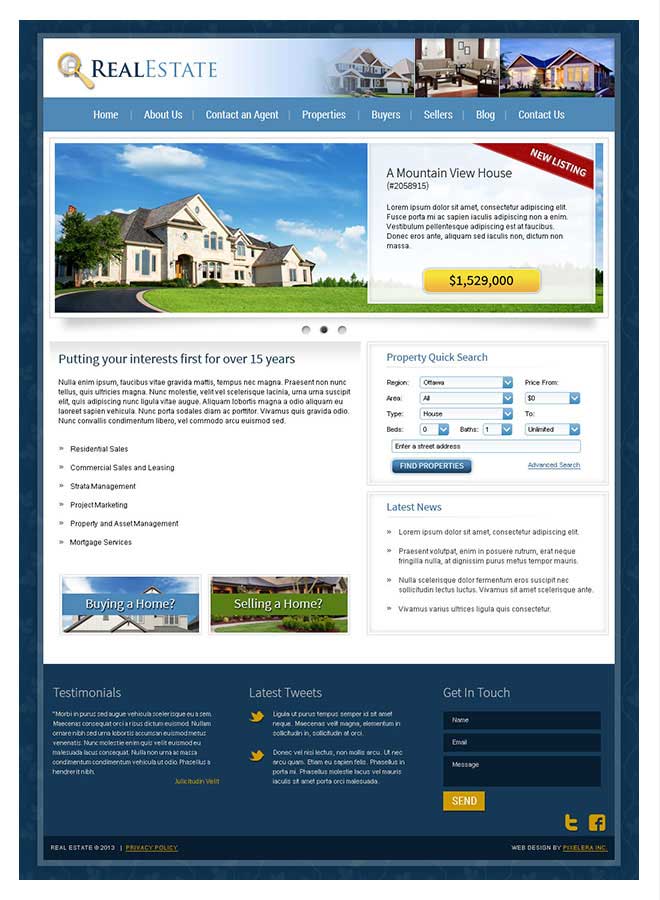 REALESTATE
Home | About Us | Contact an Agent | Properties | Buyers | Sellers | Blog | Contact Us
NEW LISTING
A Mountain View House
(#2058915)
Lorem ipsum dolor sit amet, consectetur adipiscing elit.
Fusce porta mi ac sapien iaculis adipiscing non a enim.
Vestibulum pellentesque adipiscing est at faucibus.
Donec eros ante, aliquam sed iaculis non, dictum non
massa.
$1,529,000
Putting your interests first for over 15 years
Nulla enim ipsum, faucibus vitae gravida mattis, tempus nec magna. Praesent non nunc
tellus, quis ultricies magna. Nunc molestie, velit vel scelerisque lacinia, urna urna suscipit
elit, quis adipiscing nunc ligula vitae augue. Aliquam lobortis magna a odio aliquam eu
laoreet sapien vehicula. Nunc porta sodales diam ac porttitor. Vivamus quis gravida odio.
Nunc convallis condimentum libero, vel commodo arcu euismod sed.
» Residential Sales
» Commercial Sales and Leasing
» Strata Management
» Project Marketing
» Property and Asset Management
» Mortgage Services
Buying a Home?
Selling a Home?
Property Quick Search
Region: Ottawa Price From:
Area: All $0
Type: House To:
Beds: 0 Baths: 1 Unlimited
Enter a street address
FIND PROPERTIES Advanced Search
Latest News
» Lorem ipsum dolor sit amet, consectetur adipiscing elit.
» Praesent volutpat, enim in posuere rutrum, erat neque
fringilla nulla, at dignissim purus metus tempor mauris.
» Nulla scelerisque dolor fermentum eros suscipit nec
sollicitudin lectus luctus. Vivamus sit amet scelerisque ante.
» Vivamus varius ultrices ligula quis consectetur.
Testimonials
"Morbi in purus sed augue vehicula scelerisque eu a sem.
Maecenas consequat orci a risus dictum euismod. Nullam
ornare nibh sed urna lobortis accumsan euismod metus
venenatis. Nunc molestie enim quis velit euismod eu
malesuada lacus consequat. Nulla non urna ac massa
condimentum condimentum vehicula ut odio. Phasellus a
hendrerit nibh.
Julicitudin Velit
Latest Tweets
Ligula ut purus tempus semper id sit amet
neque. Maecenas velit magna, elementum in
sollicitudin in, sollicitudin at orci.
Donec vel nisi lectus, non mollis arcu. Ut nec
arcu quam. Etiam eu sapien felis. Phasellus in
porta mi. Phasellus molestie lacus vel mauris
iaculis sit amet porta orci malesuada.
Get In Touch
Name
Email
Message
SEND
REAL ESTATE © 2013 | PRIVACY POLICY
WEB DESIGN BY PIXELERA INC.